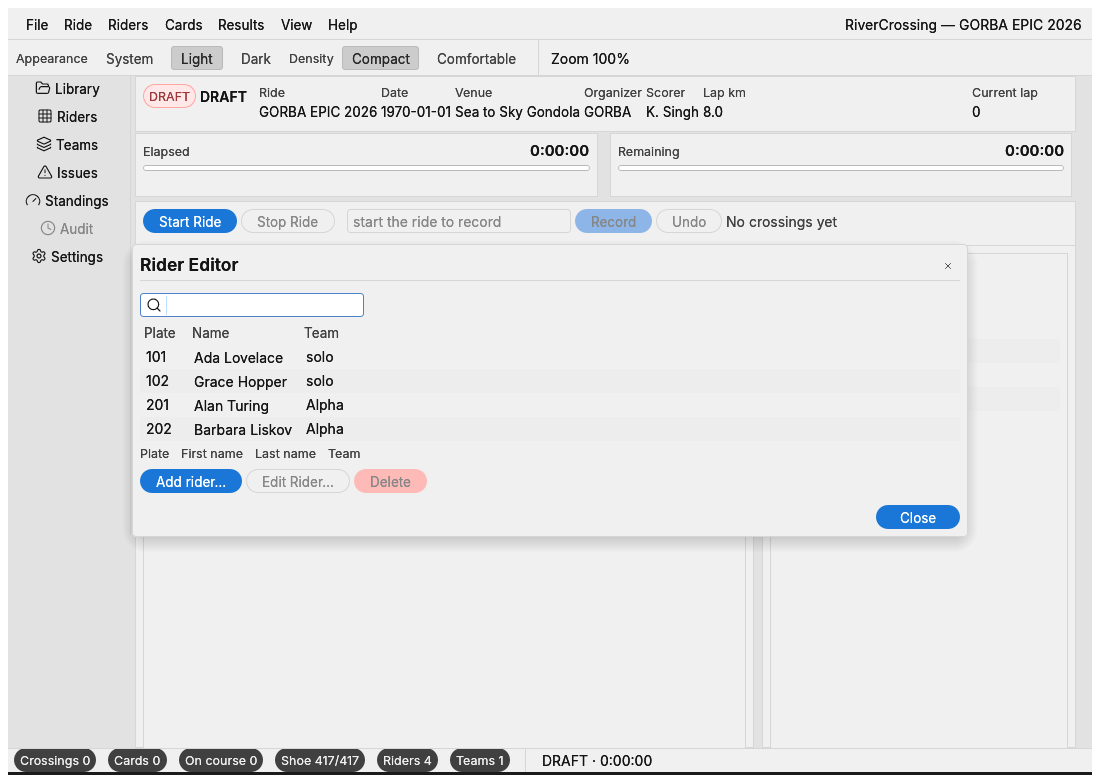 File Ride Riders Cards Results View Help RiverCrossing — GORBA EPIC 2026
Appearance System Light Dark Density Compact Comfortable Zoom 100%
Library
Riders
Teams
Issues
Standings
Audit
Settings
DRAFT DRAFT
Ride Date Venue Organizer Scorer Lap km Current lap
GORBA EPIC 2026 1970-01-01 Sea to Sky Gondola GORBA K. Singh 8.0 0
Elapsed 0:00:00 Remaining 0:00:00
Start Ride Stop Ride start the ride to record Record Undo No crossings yet
Rider Editor ×
Plate Name Team
101 Ada Lovelace solo
102 Grace Hopper solo
201 Alan Turing Alpha
202 Barbara Liskov Alpha
Plate First name Last name Team
Add rider... Edit Rider... Delete
Close
Crossings 0 Cards 0 On course 0 Shoe 417/417 Riders 4 Teams 1 DRAFT · 0:00:00